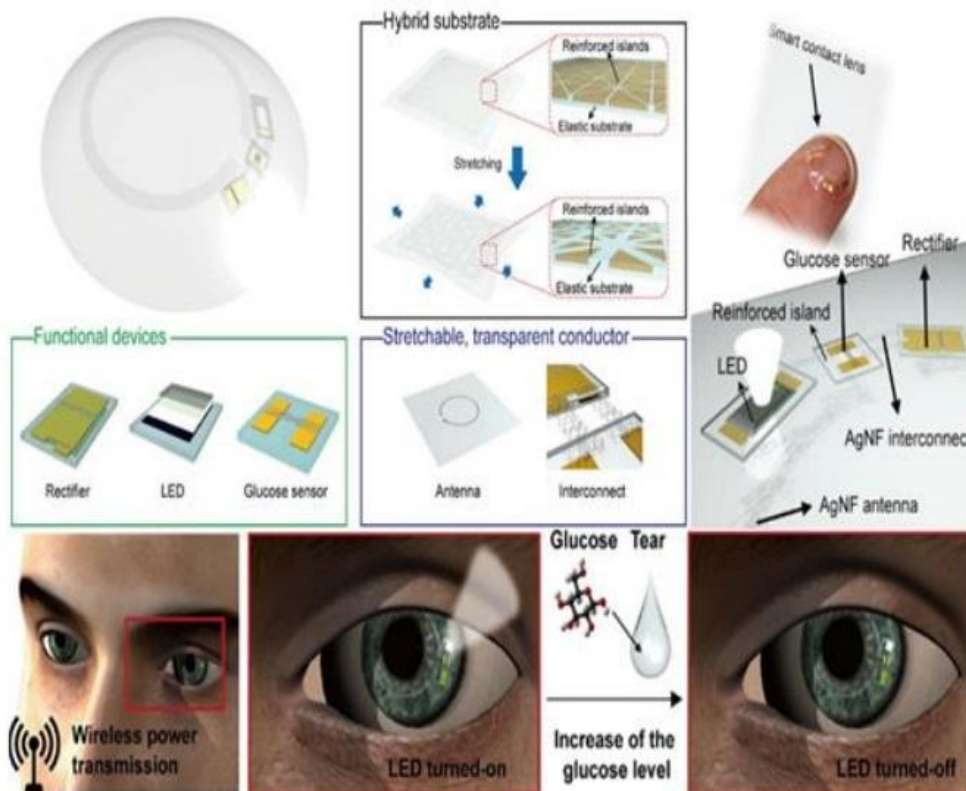 Hybrid substrate
Reinforced islands
Elastic substrate
Stretching
Reinforced islands
Elastic substrate
Smart contact lens
Glucose sensor
Rectifier
Reinforced island
LED
AgNF interconnect
AgNF antenna
Functional devices
Rectifier
LED
Glucose sensor
Stretchable, transparent conductor
Antenna
Interconnect
Wireless power
transmission
LED turned-on
Glucose
Tear
Increase of the
glucose level
LED turned-off